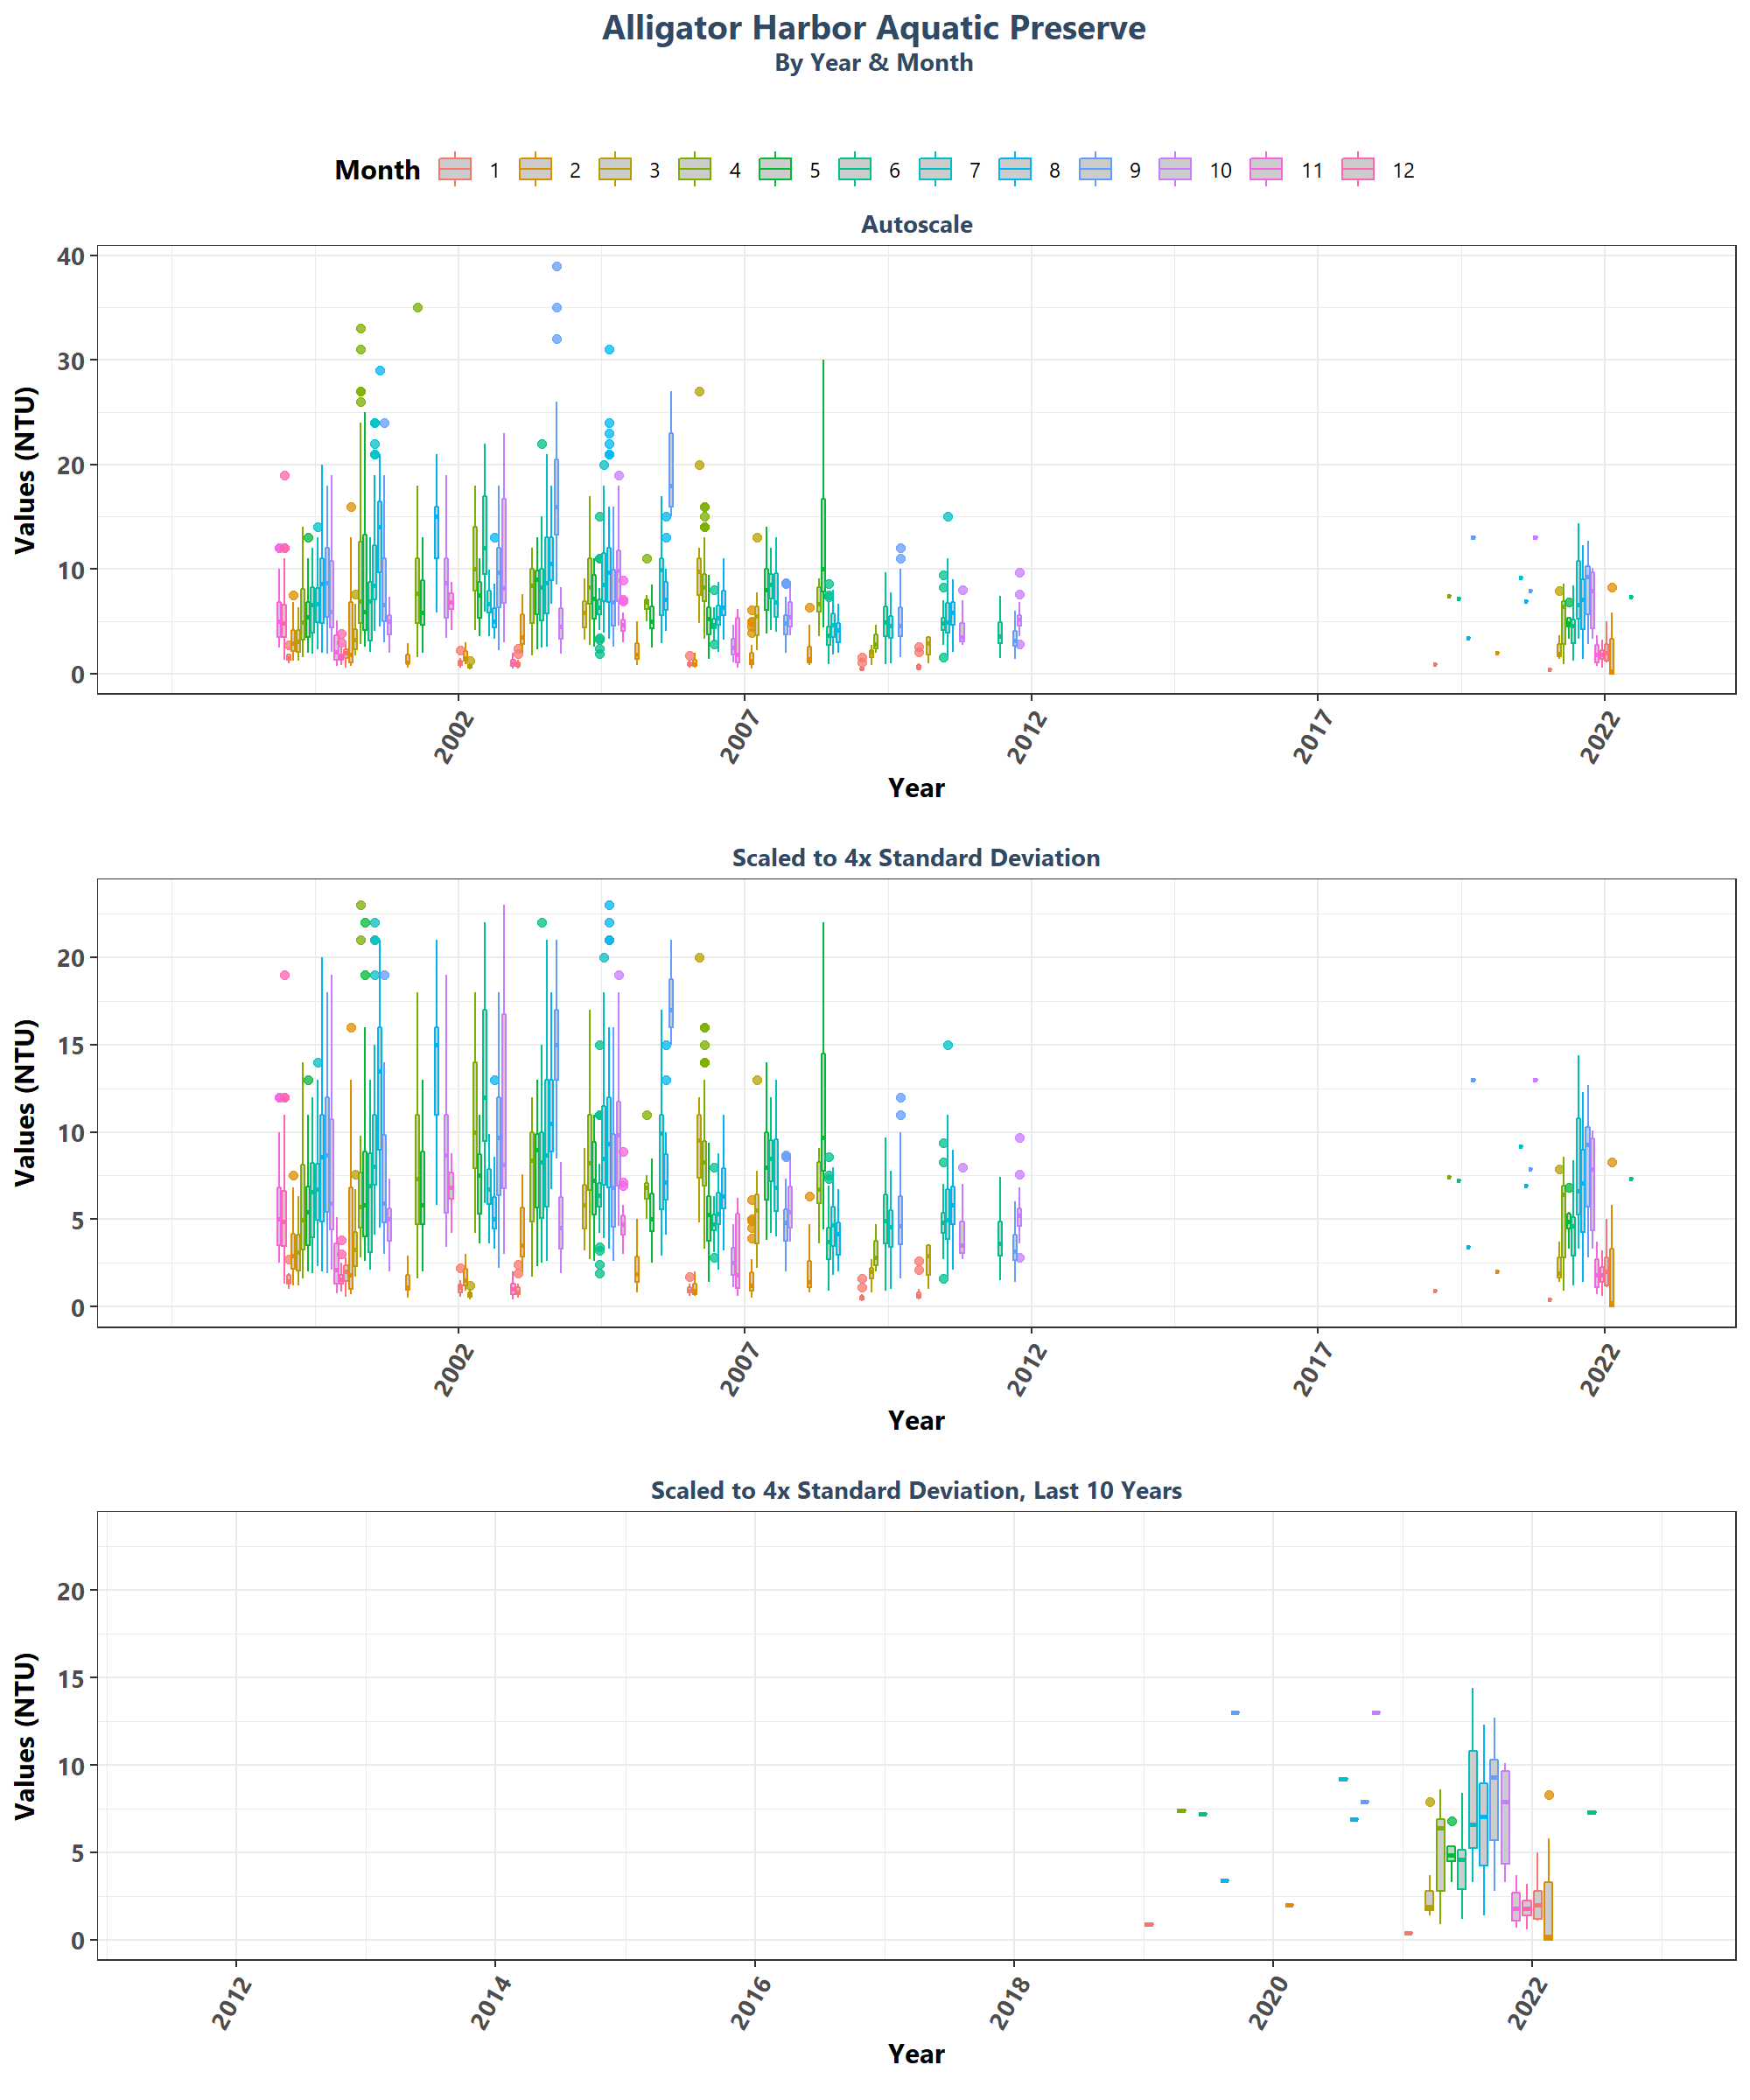 Alligator Harbor Aquatic Preserve
By Year & Month
Month 1 2 3 4 5 6 7 8 9 10 11 12
Autoscale
Values (NTU)
40
30
20
10
0
2002 2007 2012 2017 2022
Year
Scaled to 4x Standard Deviation
Values (NTU)
20
15
10
5
0
2002 2007 2012 2017 2022
Year
Scaled to 4x Standard Deviation, Last 10 Years
Values (NTU)
20
15
10
5
0
2012 2014 2016 2018 2020 2022
Year